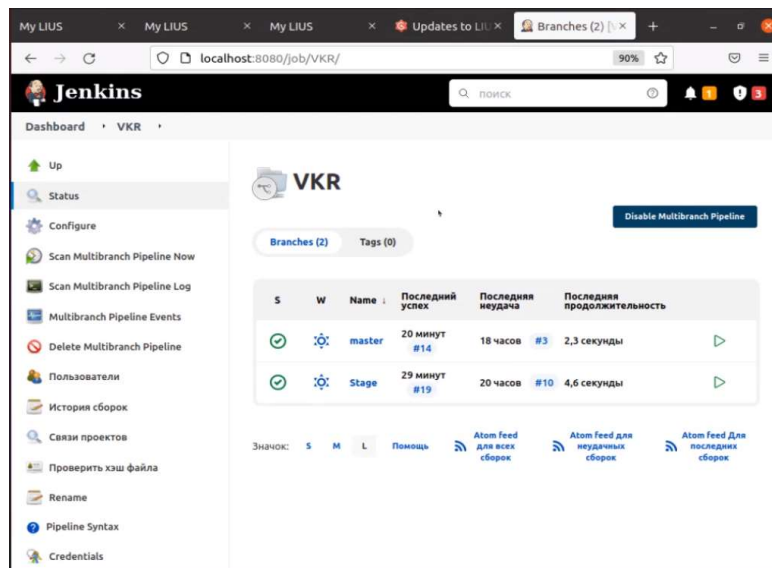 My LIUS
My LIUS
My LIUS
Updates to LIU
Branches (2) [V
localhost:8080/job/VKR/
90%
Jenkins
поиск
1
3
Dashboard
VKR
Up
Status
Configure
Scan Multibranch Pipeline Now
Scan Multibranch Pipeline Log
Multibranch Pipeline Events
Delete Multibranch Pipeline
Пользователи
История сборок
Связи проектов
Проверить хэш файла
Rename
Pipeline Syntax
Credentials
VKR
Disable Multibranch Pipeline
Branches (2)
Tags (0)
S W Name ↓ Последний успех Последняя неудача Последняя продолжительность
master 20 минут #14 18 часов #3 2,3 секунды
Stage 29 минут #19 20 часов #10 4,6 секунды
Значок: S M L Помощь
Atom feed
для всех
сборок
Atom feed для
неудачных
сборок
Atom feed Для
последних
сборок